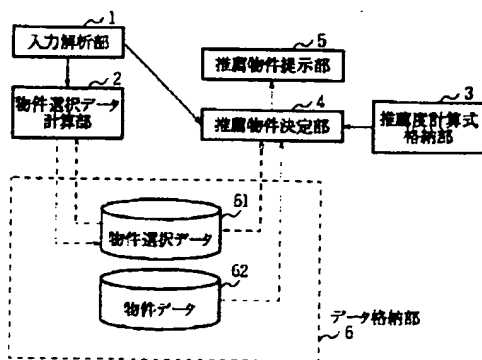 1
入力解析部
2
物件選択データ
計算部
5
推薦物件提示部
4
推薦物件決定部
3
推薦度計算式
格納部
61
物件選択データ
62
物件データ
データ格納部
6